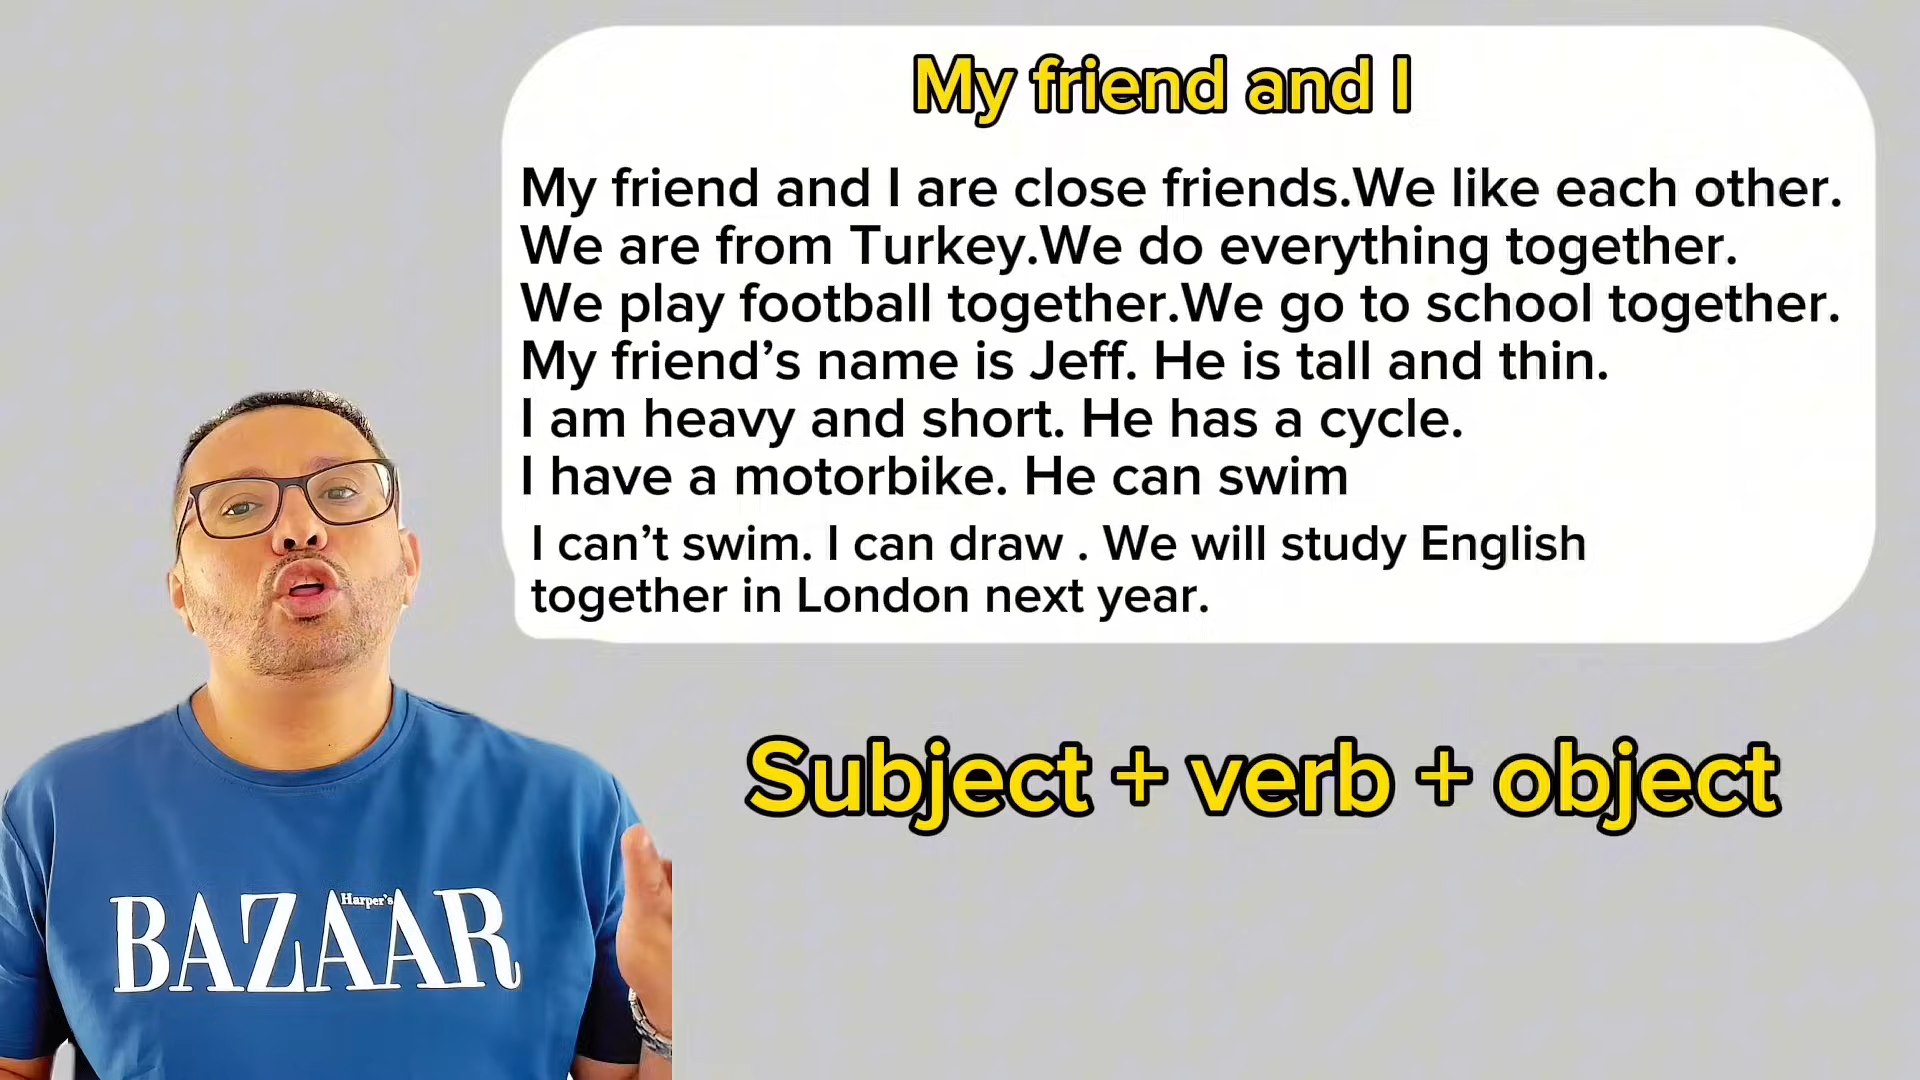 My friend and I
My friend and I are close friends.We like each other.
We are from Turkey.We do everything together.
We play football together.We go to school together.
My friend’s name is Jeff. He is tall and thin.
I am heavy and short. He has a cycle.
I have a motorbike. He can swim
I can’t swim. I can draw . We will study English
together in London next year.
Subject + verb + object
Harper's
BAZAAR